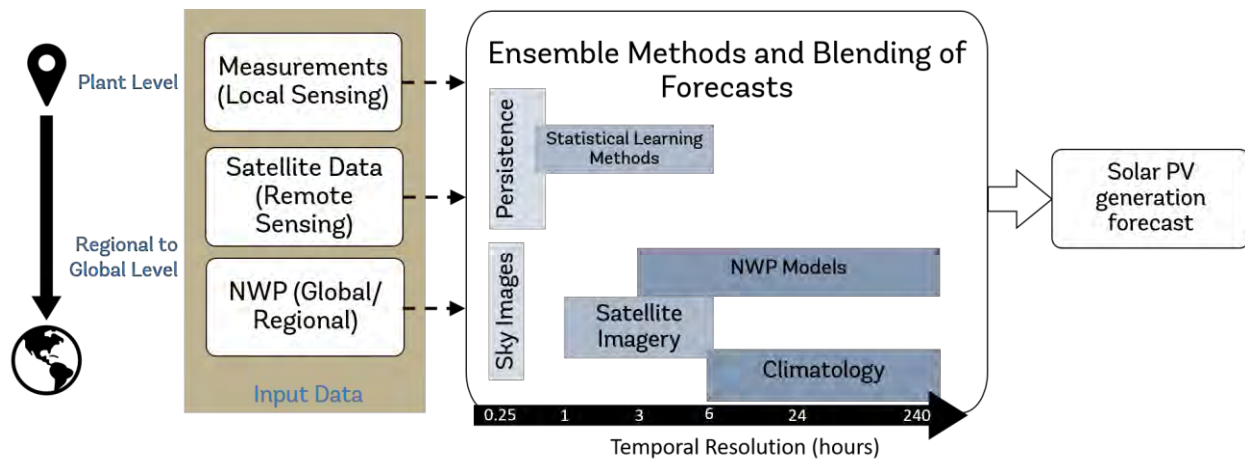 Plant Level
Regional to
Global Level
Measurements
(Local Sensing)
Satellite Data
(Remote
Sensing)
NWP (Global/
Regional)
Input Data
Ensemble Methods and Blending of
Forecasts
Persistence
Statistical Learning
Methods
Sky Images
NWP Models
Satellite
Imagery
Climatology
0.25 1 3 6 24 240
Temporal Resolution (hours)
Solar PV
generation
forecast